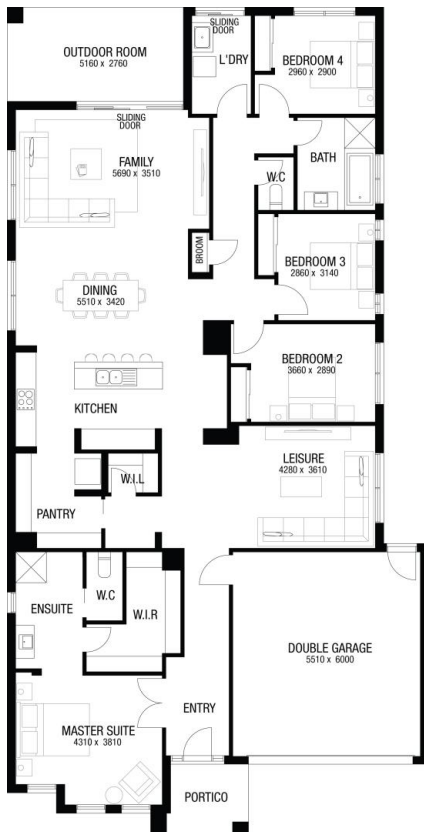 SLIDING
DOOR
OUTDOOR ROOM
5160 x 2760
L'DRY
BEDROOM 4
2960 x 2900
SLIDING
DOOR
FAMILY
5690 x 3510
BATH
W.C
BROOM
BEDROOM 3
2860 x 3140
DINING
5510 x 3420
BEDROOM 2
3660 x 2890
KITCHEN
LEISURE
4280 x 3610
W.I.L
PANTRY
W.C
ENSUITE
W.I.R
DOUBLE GARAGE
5510 x 6000
ENTRY
MASTER SUITE
4310 x 3810
PORTICO